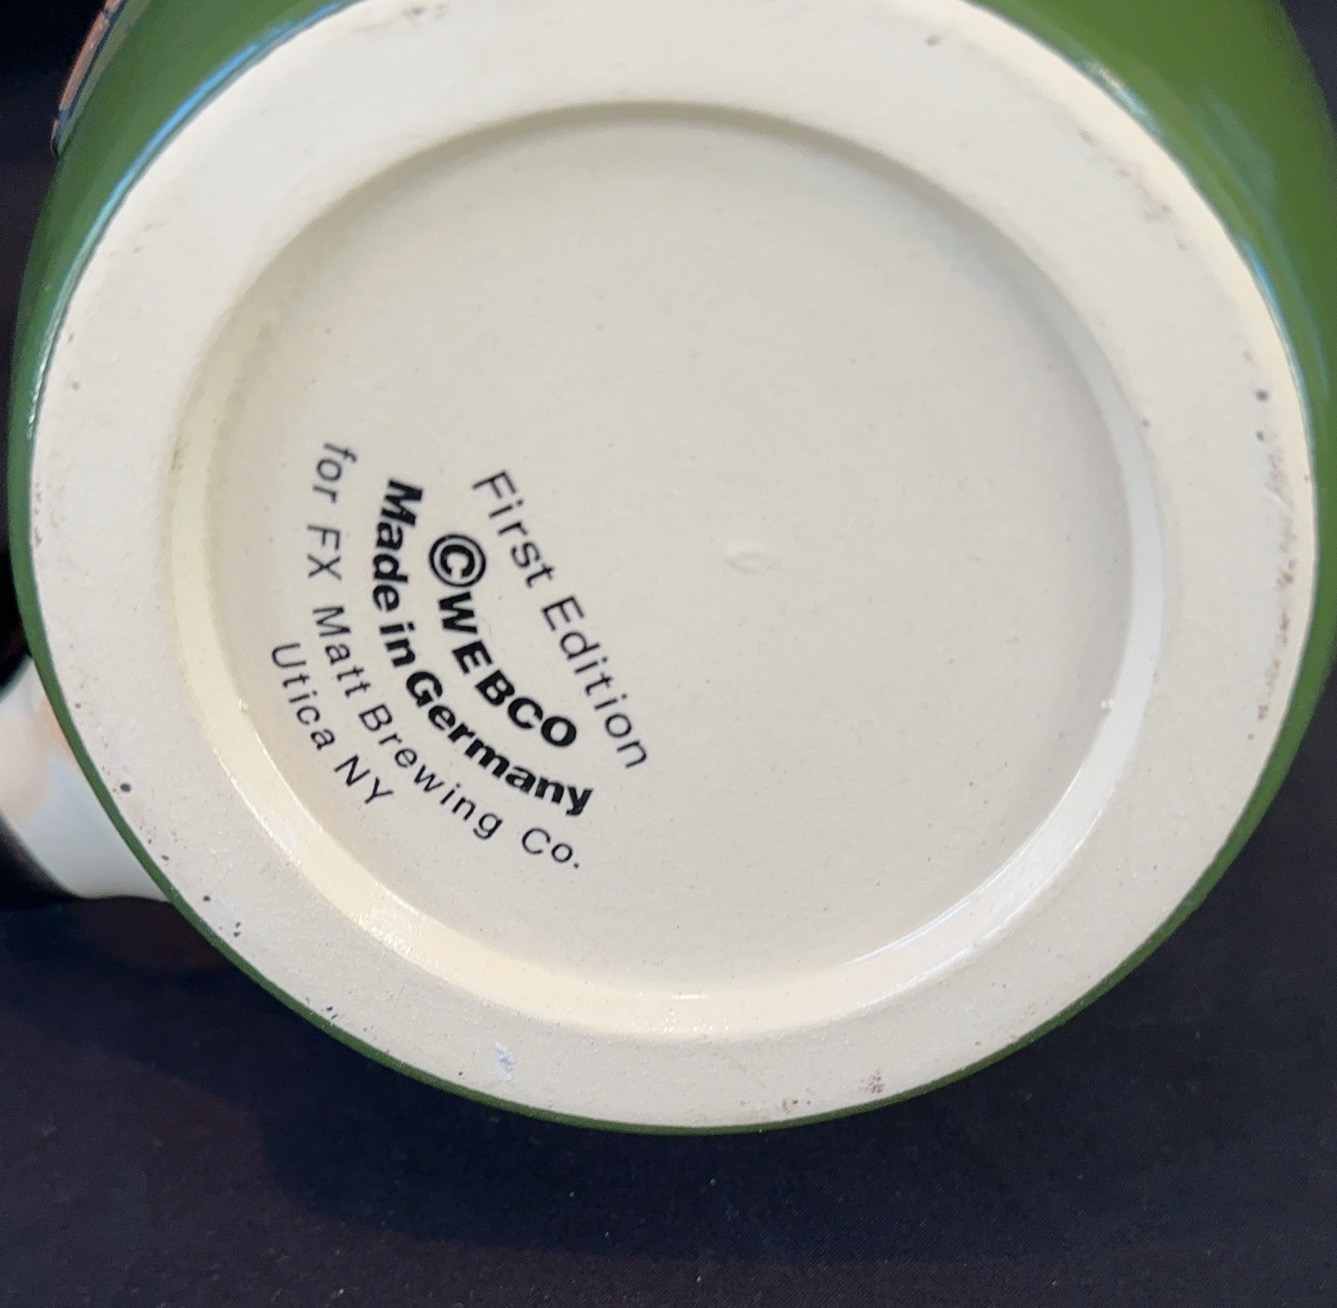 First Edition
©WEBCO
Made in Germany
for FX Matt Brewing Co.
Utica NY